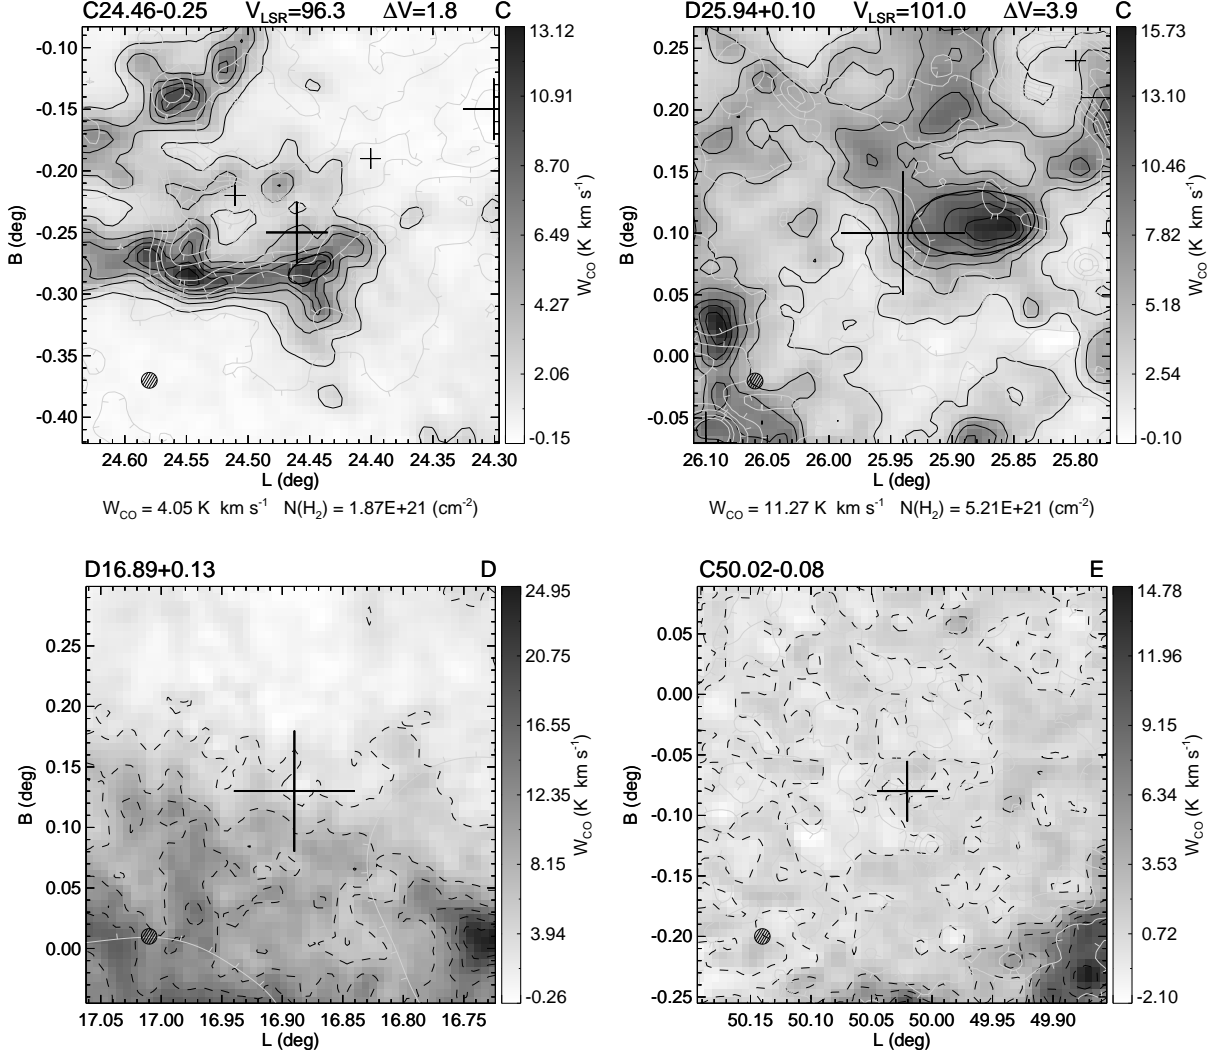 C24.46-0.25 V_LSR=96.3 ΔV=1.8 C
-0.10
-0.15
-0.20
-0.25
-0.30
-0.35
-0.40
B (deg)
24.60 24.55 24.50 24.45 24.40 24.35 24.30
L (deg)
13.12
10.91
8.70
6.49
4.27
2.06
-0.15
W_CO (K km s⁻¹)
W_CO = 4.05 K km s⁻¹ N(H₂) = 1.87E+21 (cm⁻²)
D25.94+0.10 V_LSR=101.0 ΔV=3.9 C
0.25
0.20
0.15
0.10
0.05
0.00
-0.05
B (deg)
26.10 26.05 26.00 25.95 25.90 25.85 25.80
L (deg)
15.73
13.10
10.46
7.82
5.18
2.54
-0.10
W_CO (K km s⁻¹)
W_CO = 11.27 K km s⁻¹ N(H₂) = 5.21E+21 (cm⁻²)
D16.89+0.13 D
0.25
0.20
0.15
0.10
0.05
0.00
B (deg)
17.05 17.00 16.95 16.90 16.85 16.80 16.75
L (deg)
24.95
20.75
16.55
12.35
8.15
3.94
-0.26
W_CO (K km s⁻¹)
C50.02-0.08 E
0.05
0.00
-0.05
-0.10
-0.15
-0.20
-0.25
B (deg)
50.15 50.10 50.05 50.00 49.95 49.90
L (deg)
14.78
11.96
9.15
6.34
3.53
0.72
-2.10
W_CO (K km s⁻¹)